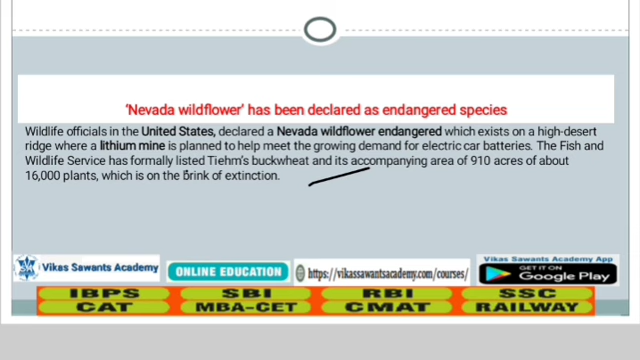 'Nevada wildflower' has been declared as endangered species
Wildlife officials in the United States, declared a Nevada wildflower endangered which exists on a high-desert
ridge where a lithium mine is planned to help meet the growing demand for electric car batteries. The Fish and
Wildlife Service has formally listed Tiehm's buckwheat and its accompanying area of 910 acres of about
16,000 plants, which is on the brink of extinction.
Vikas Sawants Academy
ONLINE EDUCATION
https://vikassawantsacademy.com/courses/
Vikas Sawants Academy App
GET IT ON
Google Play
IBPS SBI RBI SSC
CAT MBA-CET CMAT RAILWAY